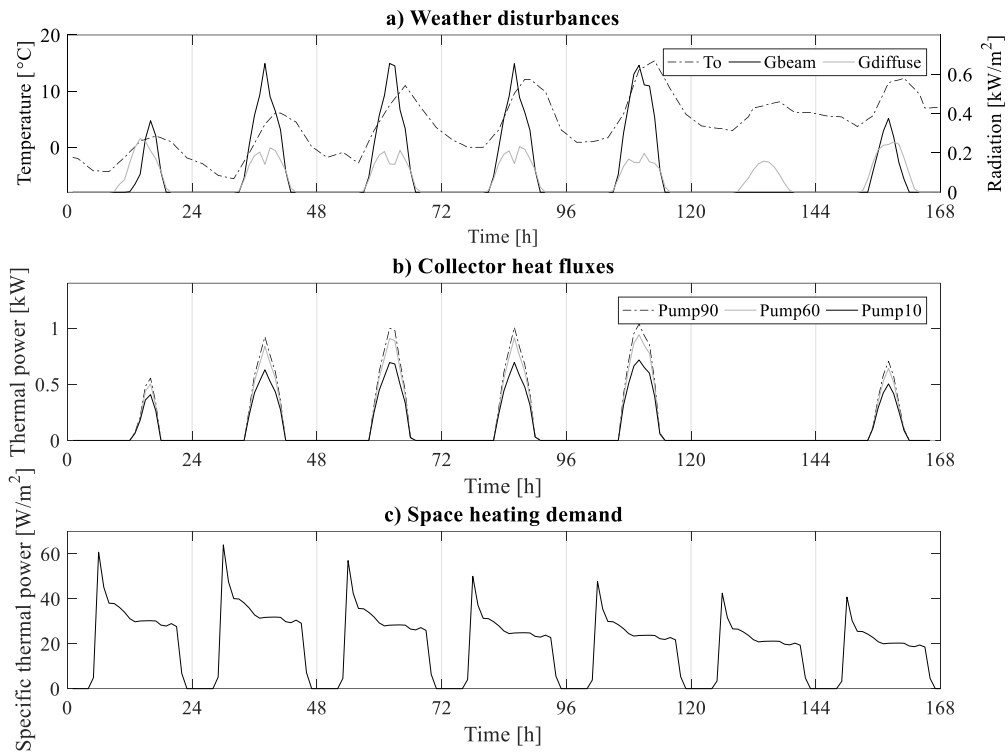 a) Weather disturbances
Temperature [°C]
20
10
0
To Gbeam Gdiffuse
0.6
0.4
0.2
0
Radiation [kW/m²]
0 24 48 72 96 120 144 168
Time [h]
b) Collector heat fluxes
Thermal power [kW]
1
0.5
0
Pump90 Pump60 Pump10
0 24 48 72 96 120 144 168
Time [h]
c) Space heating demand
Specific thermal power [W/m²]
60
40
20
0
0 24 48 72 96 120 144 168
Time [h]